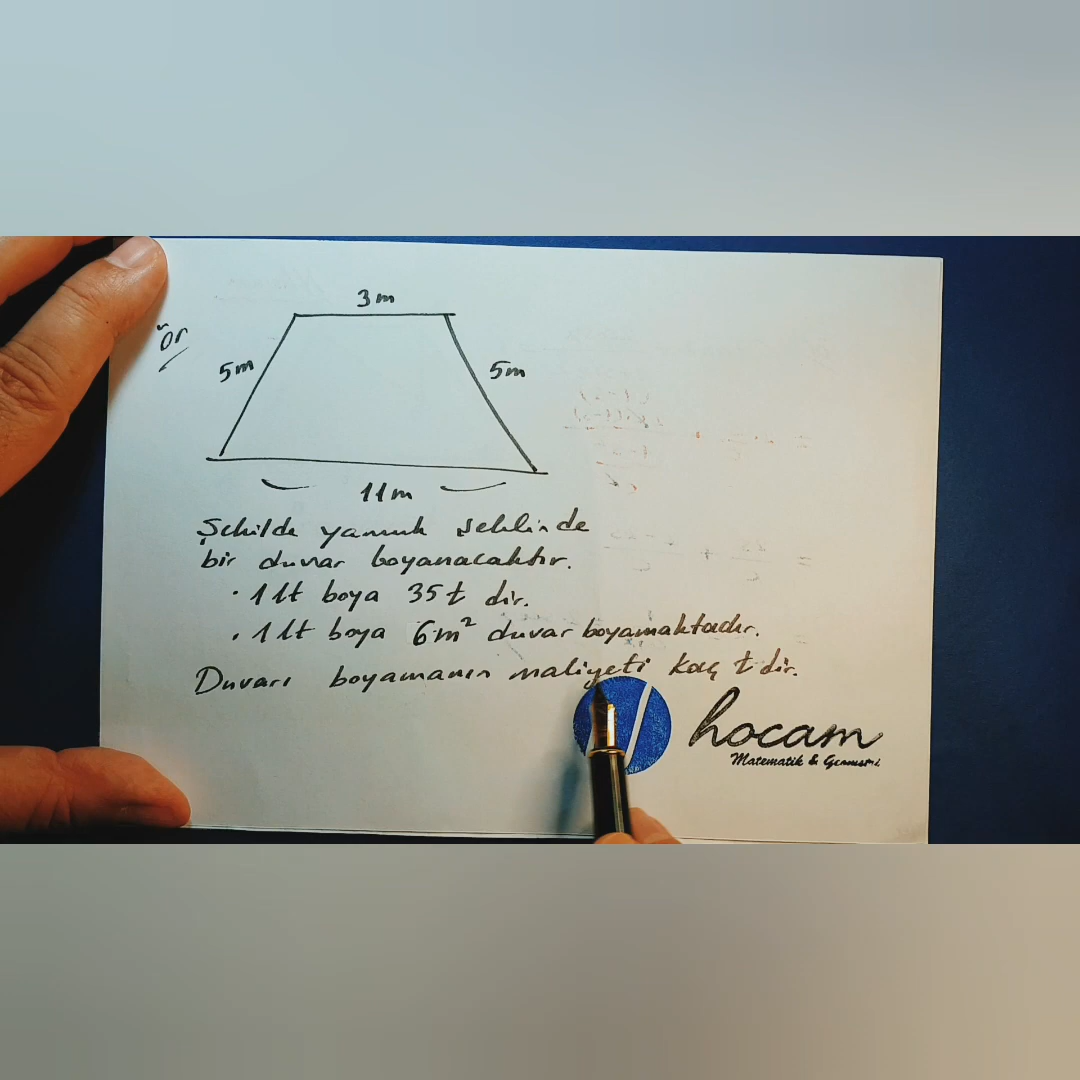 3m
Ör
5m
5m
11m
Şekilde yamuk şeklinde
bir duvar boyanacaktır.
· 1 lt boya 35 ₺ dir.
· 1 lt boya 6m² duvar boyamaktadır.
Duvarı boyamanın maliyeti kaç ₺ dir.
hocam
Matematik & Geometri